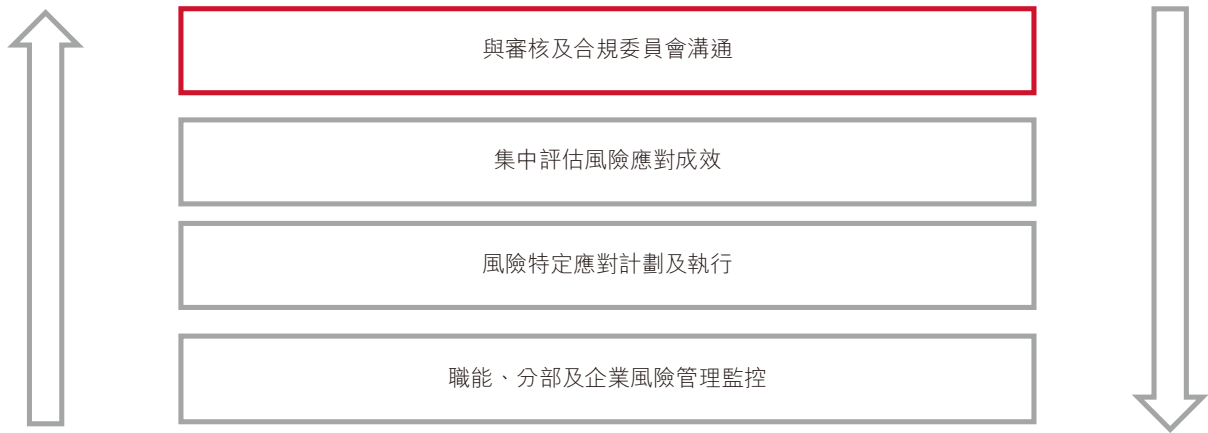 與審核及合規委員會溝通
集中評估風險應對成效
風險特定應對計劃及執行
職能、分部及企業風險管理監控